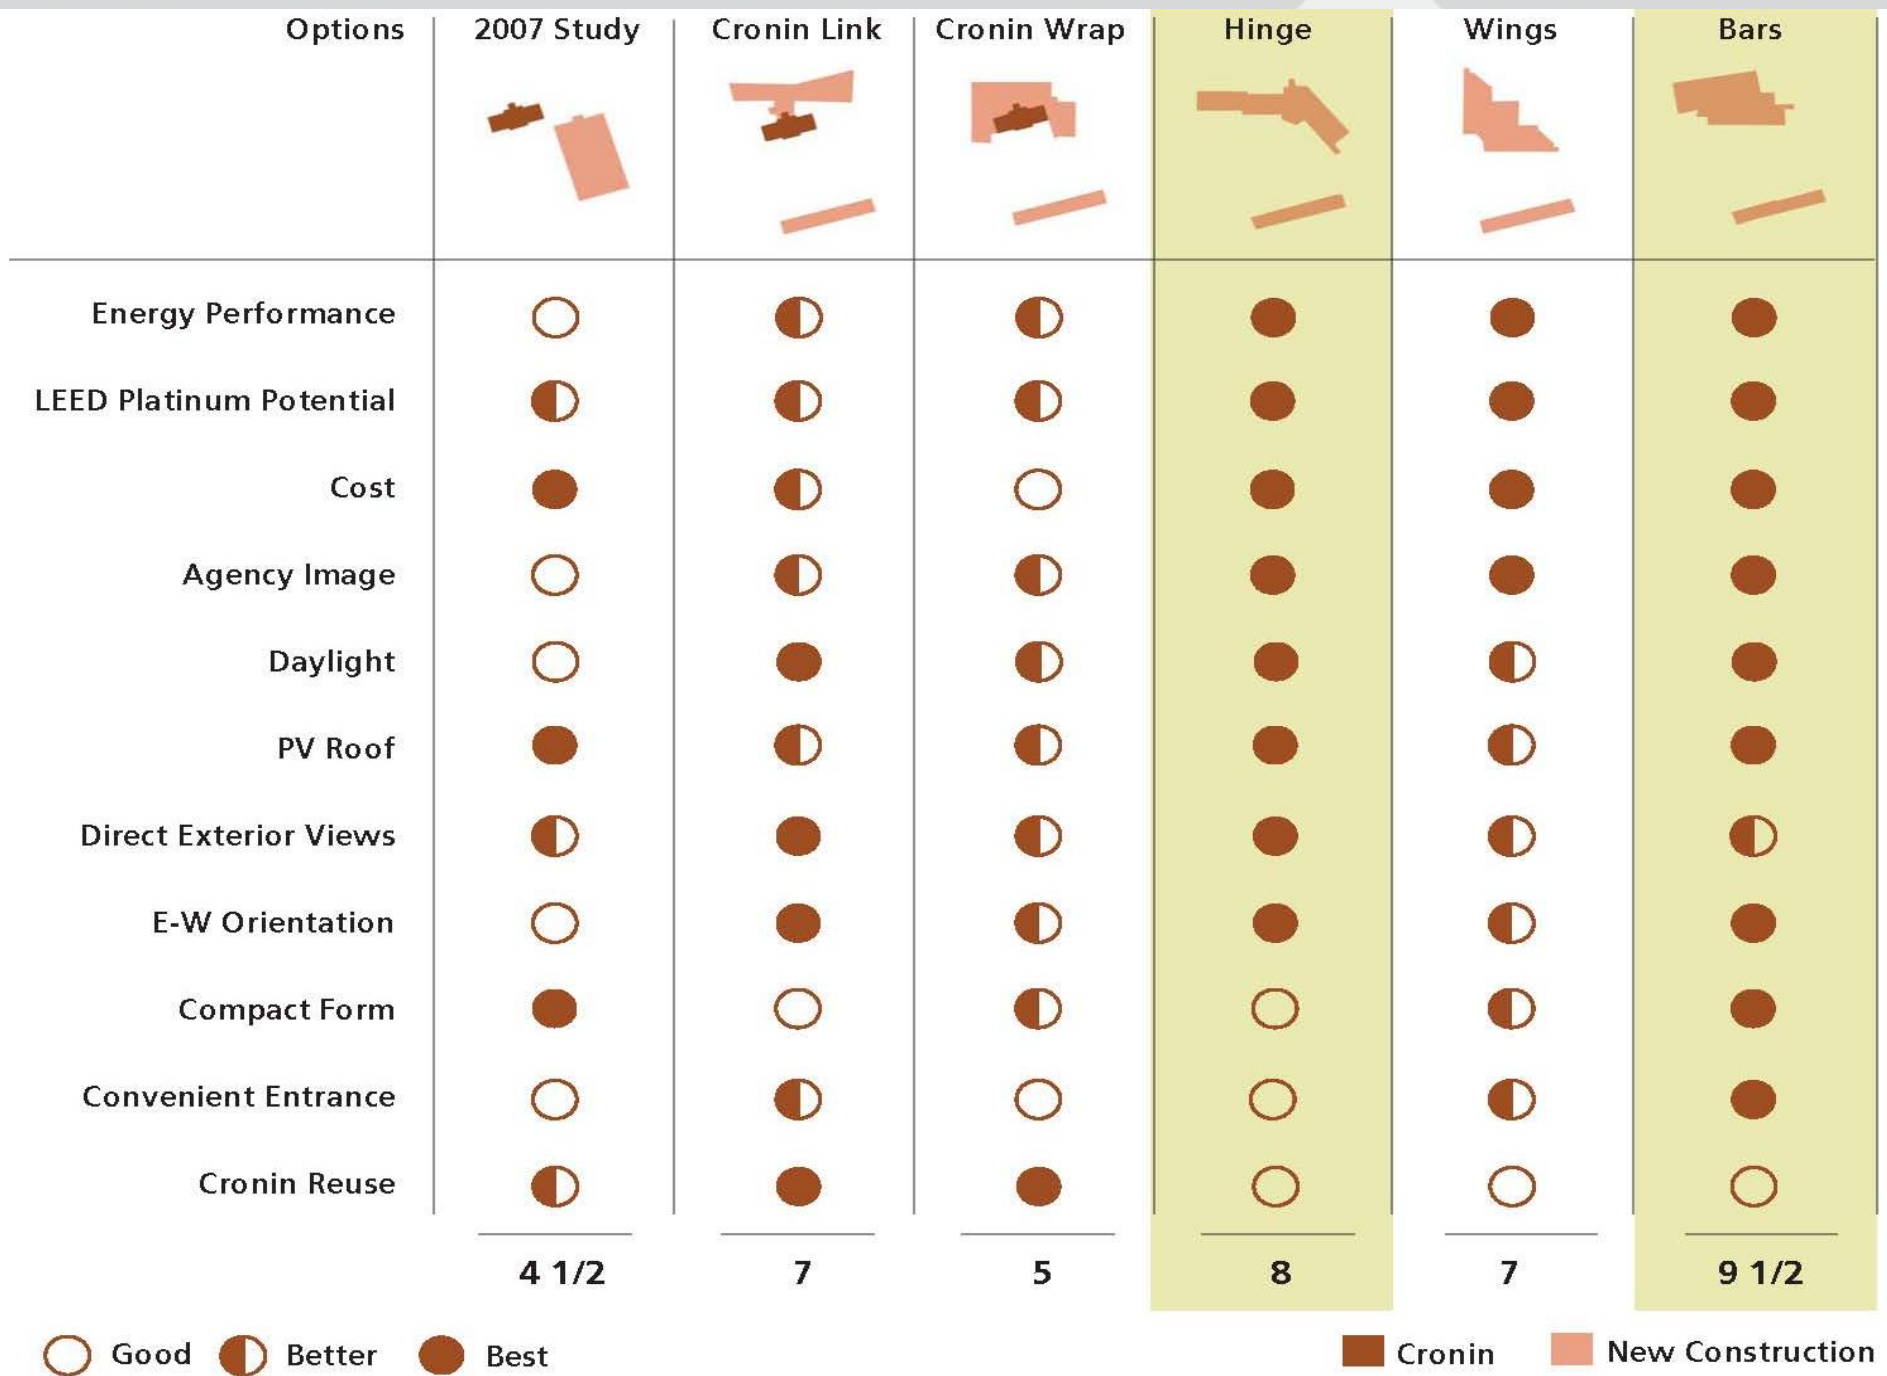 Options 2007 Study Cronin Link Cronin Wrap Hinge Wings Bars
Energy Performance
LEED Platinum Potential
Cost
Agency Image
Daylight
PV Roof
Direct Exterior Views
E-W Orientation
Compact Form
Convenient Entrance
Cronin Reuse
4 1/2 7 5 8 7 9 1/2
Good Better Best Cronin New Construction